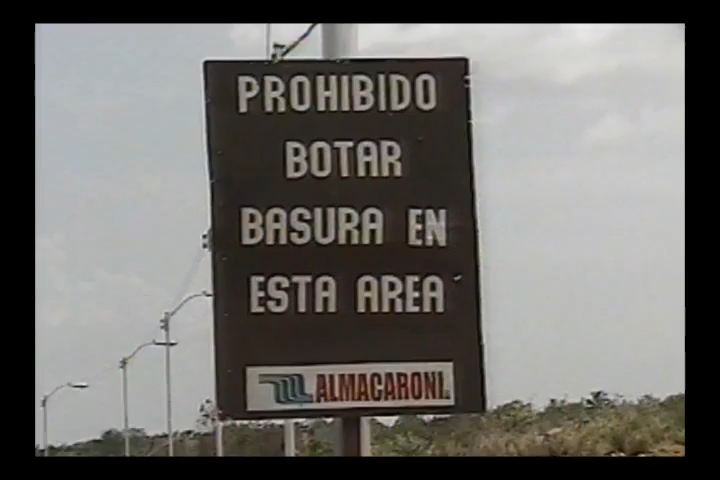 PROHIBIDO
BOTAR
BASURA EN
ESTA AREA
ALMACARONI